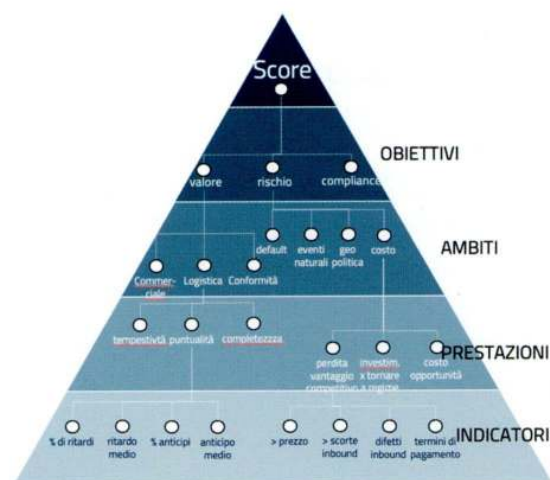 Score
OBIETTIVI
valore rischio compliance
AMBITI
default eventi naturali geo politica costo
Commer-
ciale
Logistica Conformità
tempestivtà puntualità completezzza
PRESTAZIONI
perdita
vantaggio
competitivo
investim.
x tornare
a regime
costo
opportunità
INDICATORI
% di ritardi
ritardo
medio
% anticipi
anticipo
medio
> prezzo
> scorte
inbound
difetti
inbound
termini di
pagamento